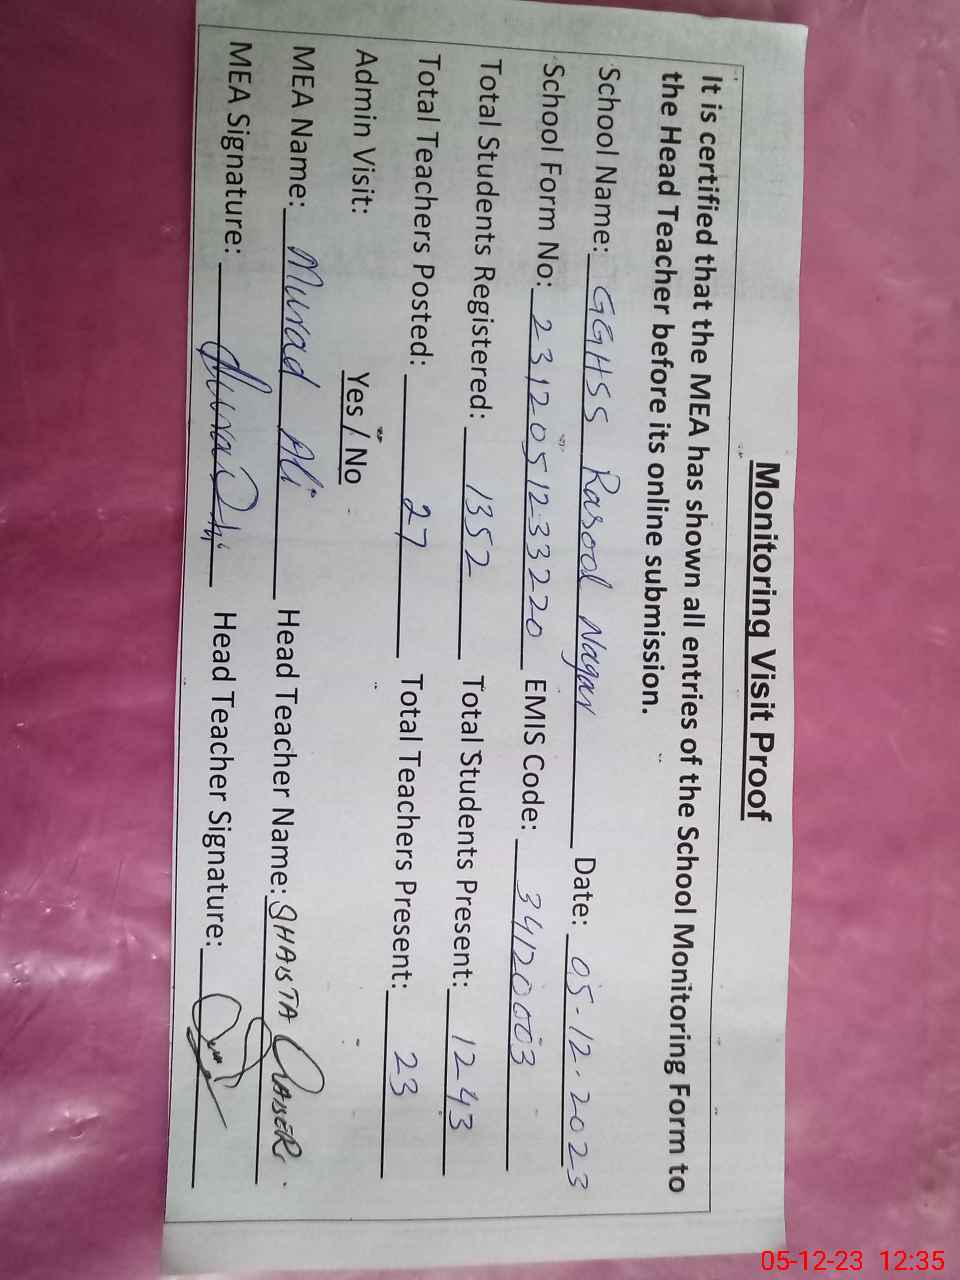 Monitoring Visit Proof
It is certified that the MEA has shown all entries of the School Monitoring Form to
the Head Teacher before its online submission.
School Name: GGHSS Rasool Nagar Date: 05-12-2023
School Form No: 2312051233220 EMIS Code: 34120003
Total Students Registered: 1352 Total Students Present: 1243
Total Teachers Posted: 27 Total Teachers Present: 23
Admin Visit: Yes / No
MEA Name: Murad Ali Head Teacher Name: SHAISTA
MEA Signature: Head Teacher Signature:
05-12-23 12:35